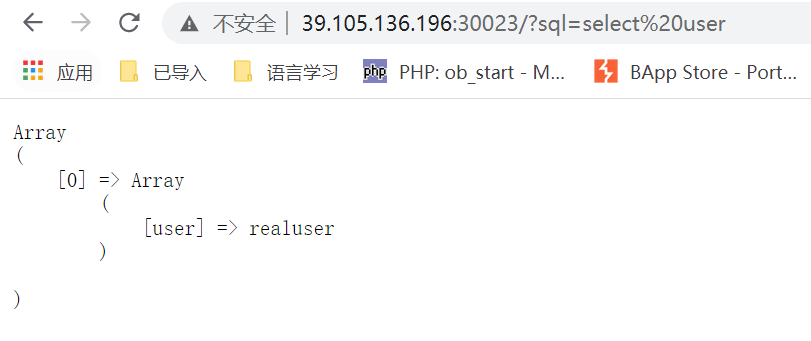 不安全 39.105.136.196:30023/?sql=select%20user
应用 已导入 语言学习 php PHP: ob_start - M... BApp Store - Port...
Array
(
[0] => Array
(
[user] => realuser
)
)